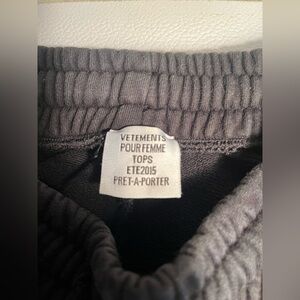 VETEMENTS
POUR FEMME
TOPS
ETE2015
PRET-A-PORTER